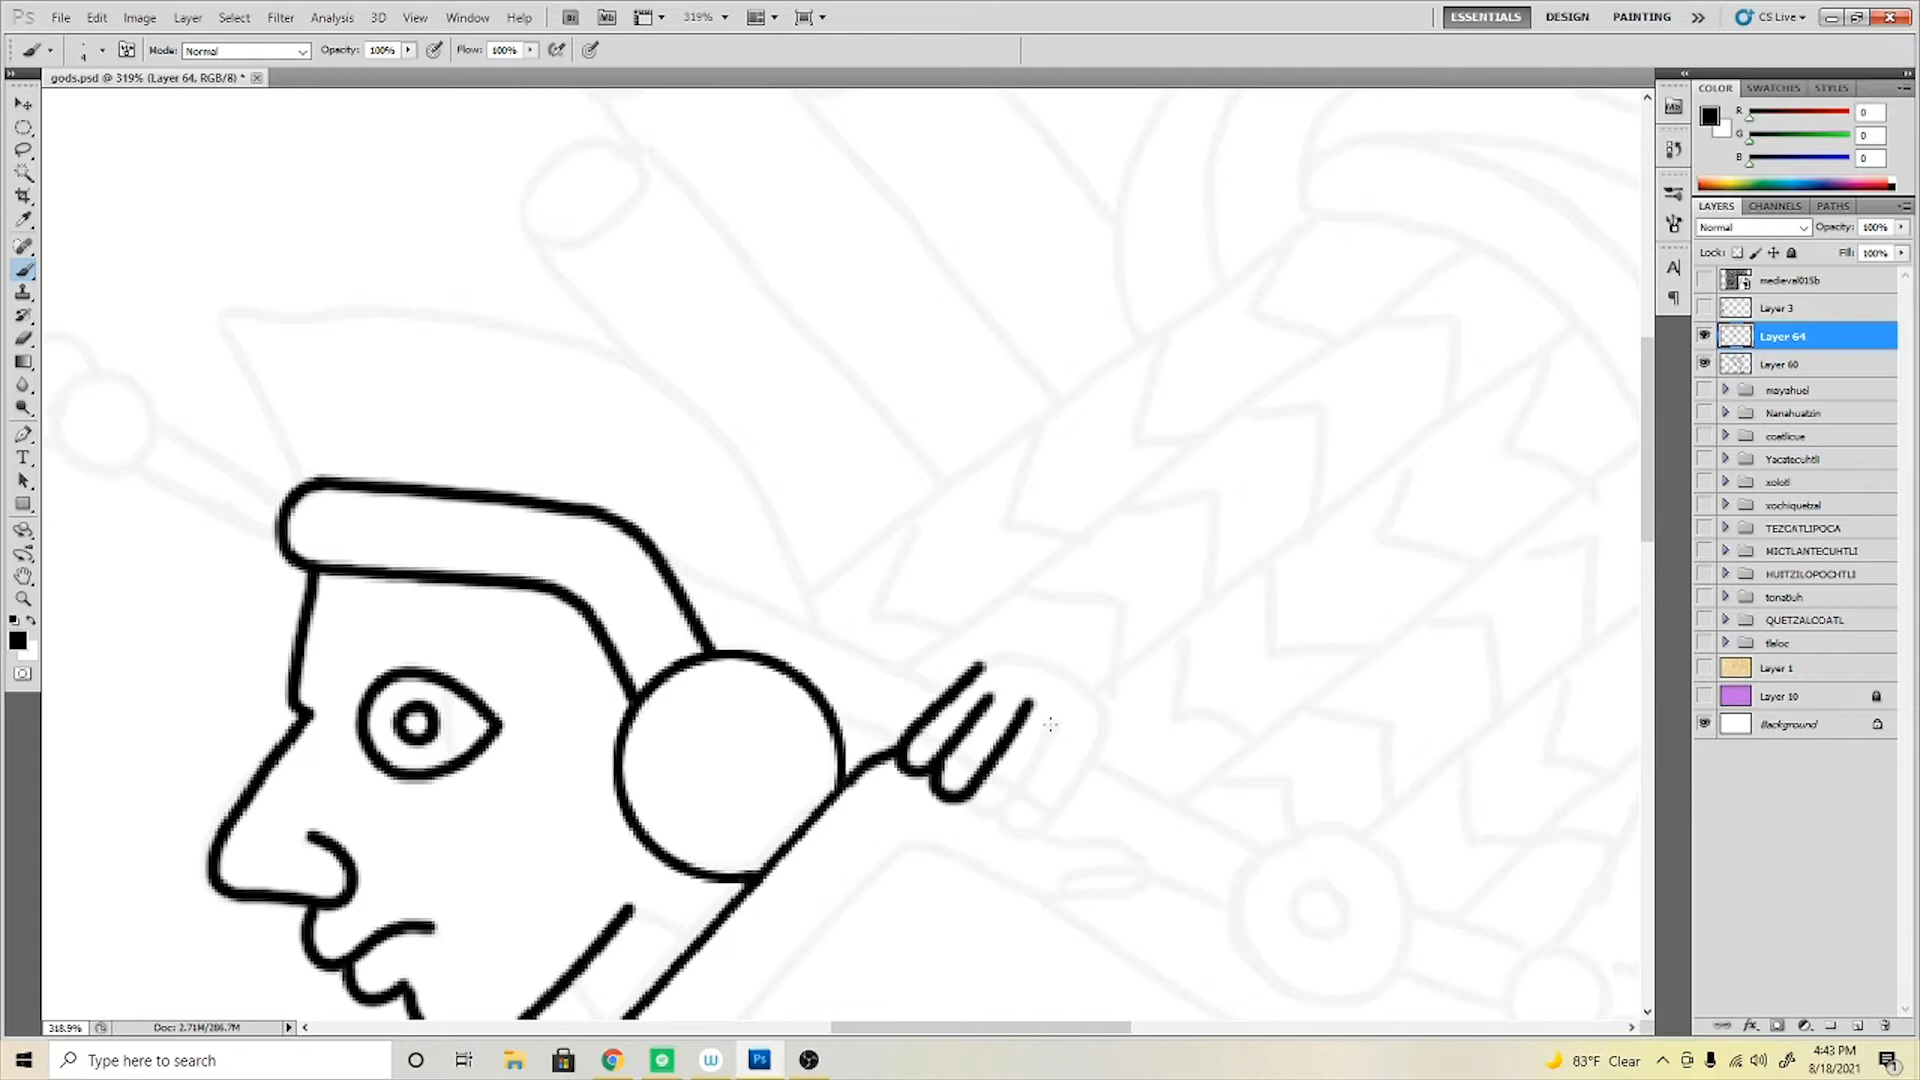 Ps File Edit Image Layer Select Filter Analysis 3D View Window Help Br Mb 319% ESSENTIALS DESIGN PAINTING CS Live
4 Mode: Normal Opacity: 100% Flow: 100%
gods.psd @ 319% (Layer 64, RGB/8) *
COLOR SWATCHES STYLES
R 0
G 0
B 0
LAYERS CHANNELS PATHS
Normal Opacity: 100%
Lock: Fill: 100%
medieval015b
Layer 3
Layer 64
Layer 60
mayahuel
Nanahuatzin
coatlicue
Yacatecuhtli
xolotl
xochiquetzal
TEZCATLIPOCA
MICTLANTECUHTLI
HUITZILOPOCHTLI
tonatiuh
QUETZALCOATL
tlaloc
Layer 1
Layer 10
Background
318.9% Doc: 2.71M/286.7M
Type here to search
83°F Clear
4:43 PM
8/18/2021